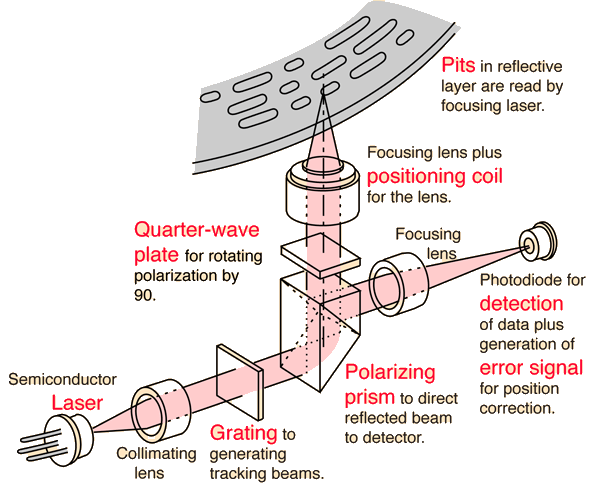 Pits in reflective
layer are read by
focusing laser.
Focusing lens plus
positioning coil
for the lens.
Quarter-wave
plate for rotating
polarization by
90.
Focusing
lens
Photodiode for
detection
of data plus
generation of
error signal
for position
correction.
Polarizing
prism to direct
reflected beam
to detector.
Semiconductor
Laser
Collimating
lens
Grating to
generating
tracking beams.